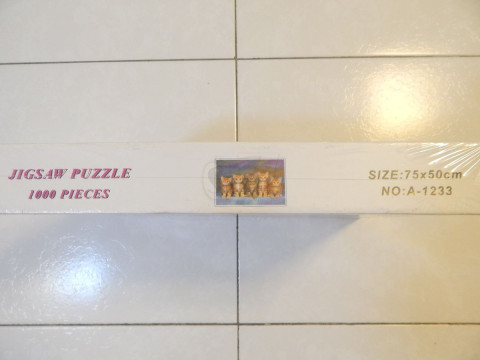 JIGSAW PUZZLE
1000 PIECES
SIZE:75x50cm
NO:A-1233